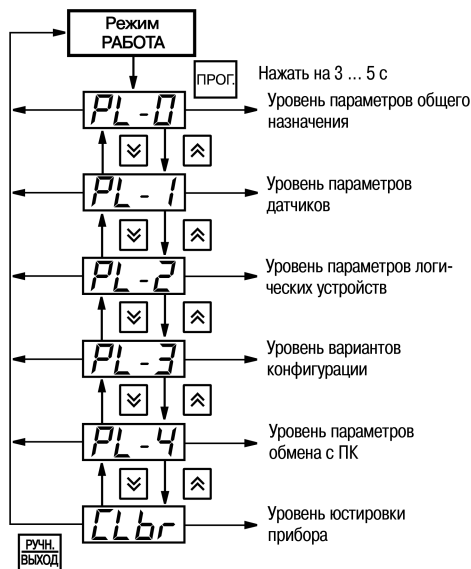 Режим
РАБОТА
ПРОГ.
Нажать на 3 ... 5 с
PL-0
Уровень параметров общего
назначения
PL-1
Уровень параметров
датчиков
PL-2
Уровень параметров логи-
ческих устройств
PL-3
Уровень вариантов
конфигурации
PL-4
Уровень параметров
обмена с ПК
CLbr
Уровень юстировки
прибора
РУЧН.
ВЫХОД